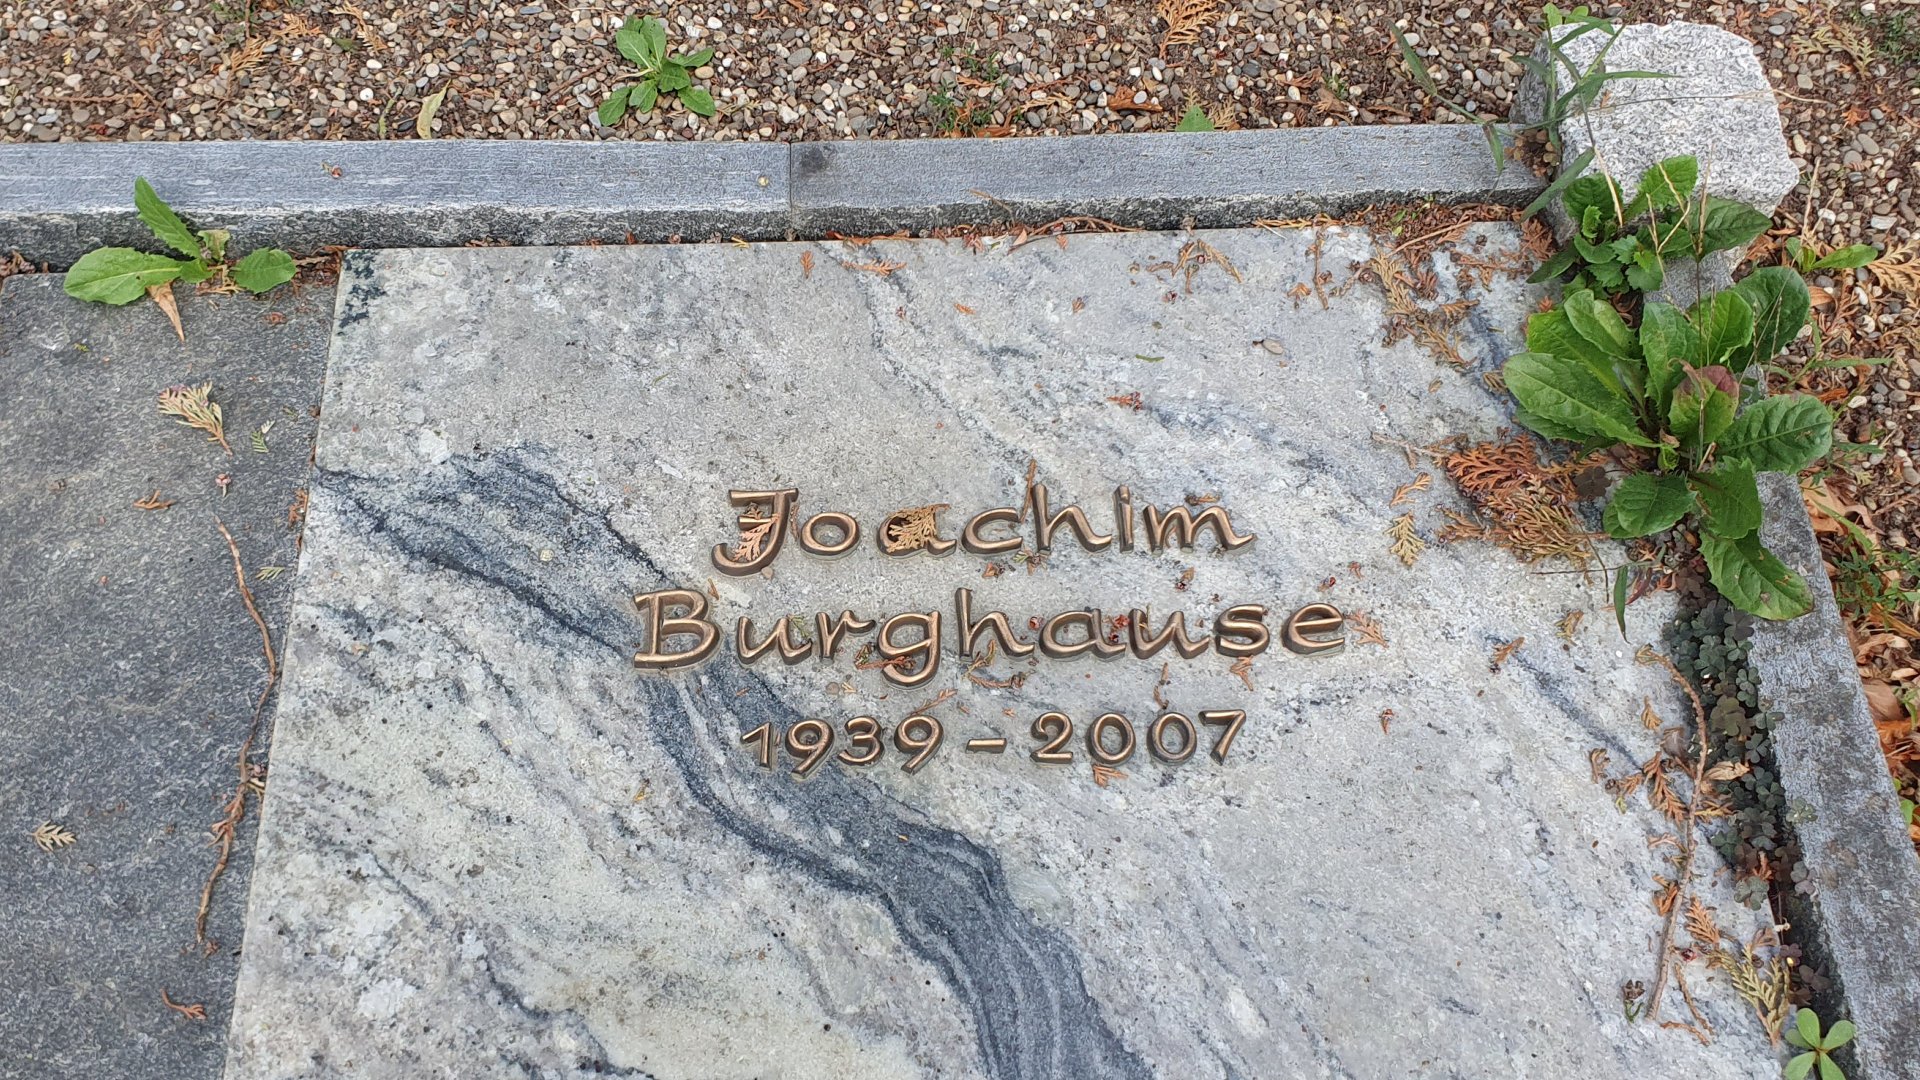 Joachim
Burghause
1939 – 2007